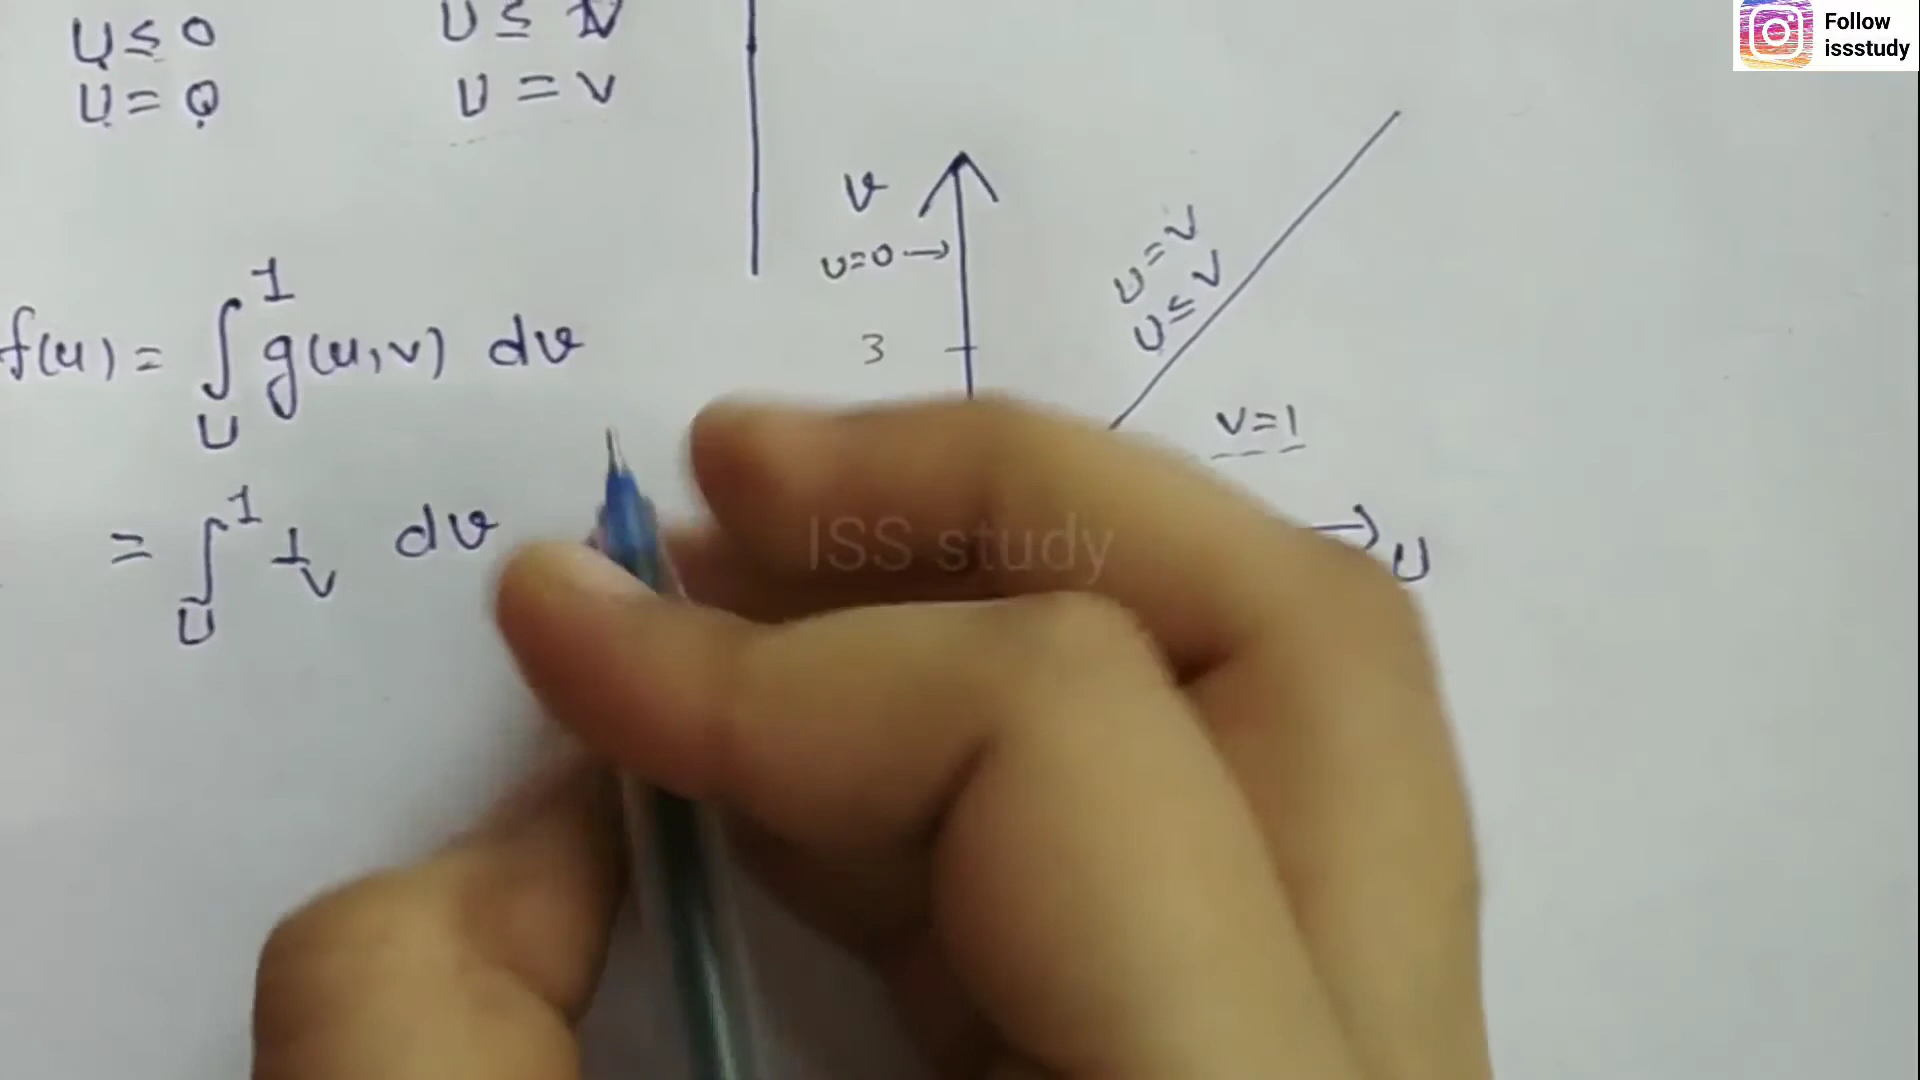 U ≤ 0
U = 0
U ≤ V
U = V
f(u) = ∫_U^1 g(u,v) dv
= ∫_U^1 1/v dv
v
U=0 →
3
U=V
U≤V
v=1
U
ISS study
Follow
issstudy